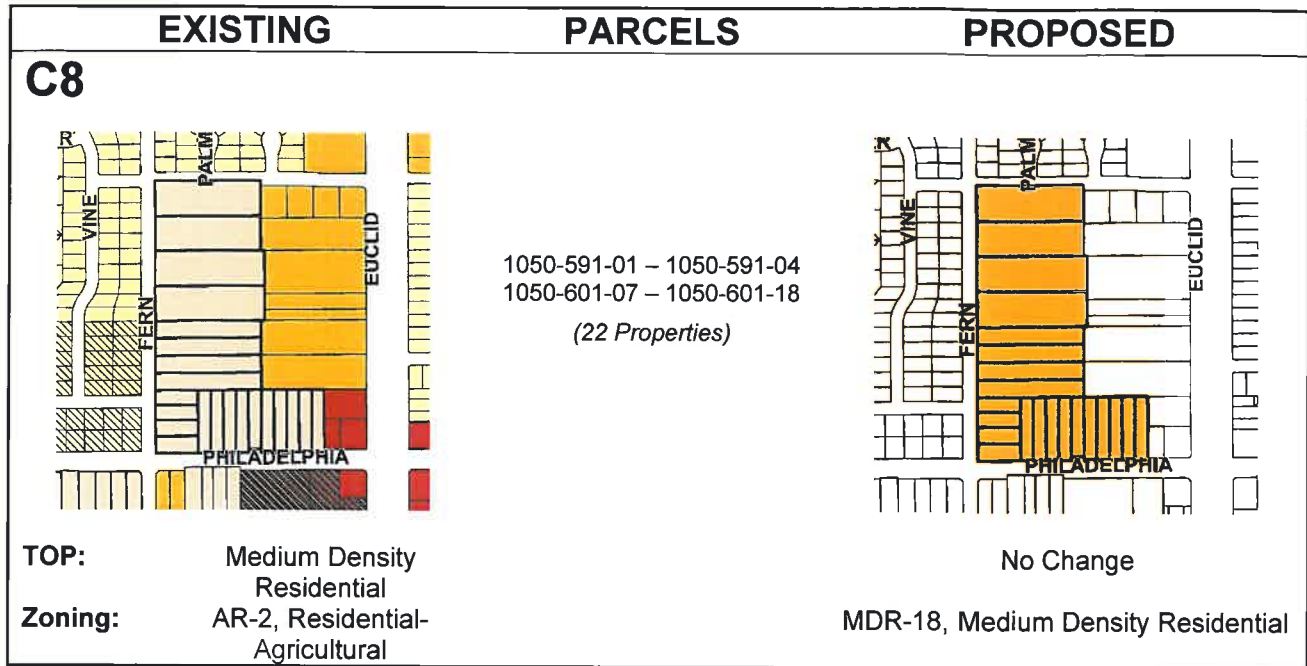 EXISTING PARCELS PROPOSED
C8
R
PALM
VINE
EUCLID
FERN
PHILADELPHIA
1050-591-01 – 1050-591-04
1050-601-07 – 1050-601-18
(22 Properties)
R
PALM
VINE
EUCLID
FERN
PHILADELPHIA
TOP: Medium Density
Residential
No Change
Zoning: AR-2, Residential-
Agricultural
MDR-18, Medium Density Residential